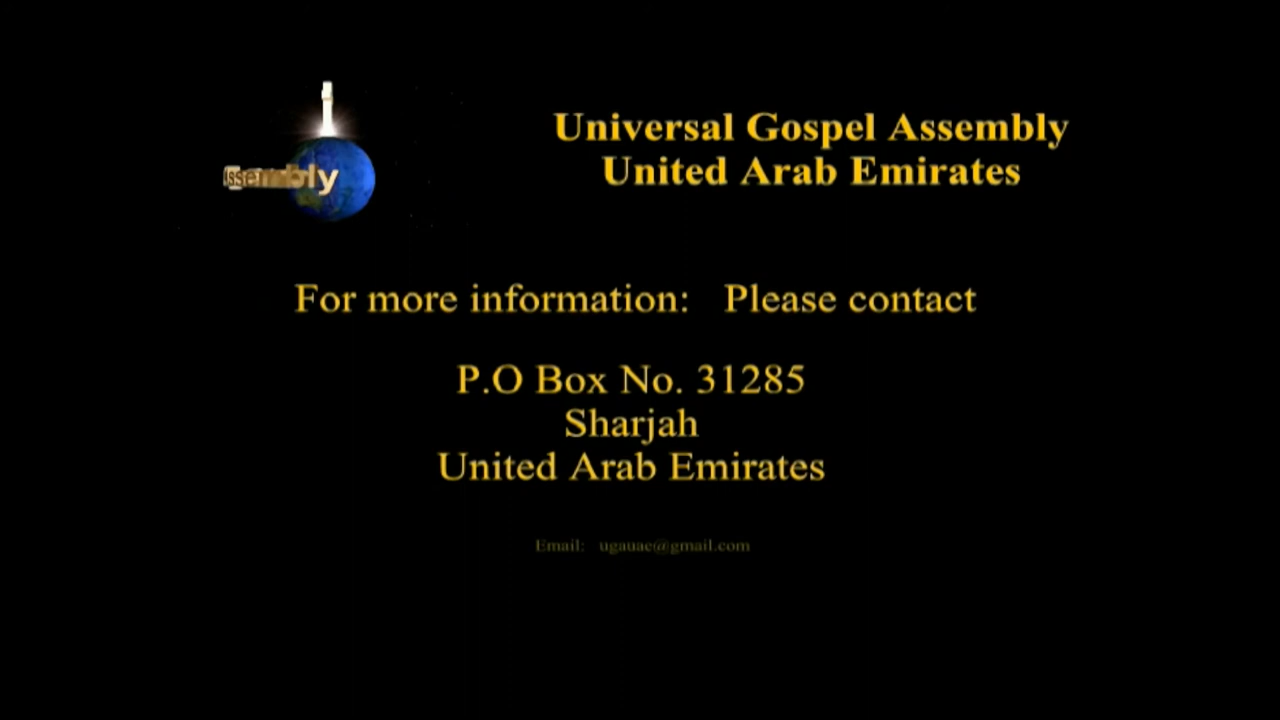 Universal Gospel Assembly
United Arab Emirates
Assembly
For more information: Please contact
P.O Box No. 31285
Sharjah
United Arab Emirates
Email: ugauae@gmail.com